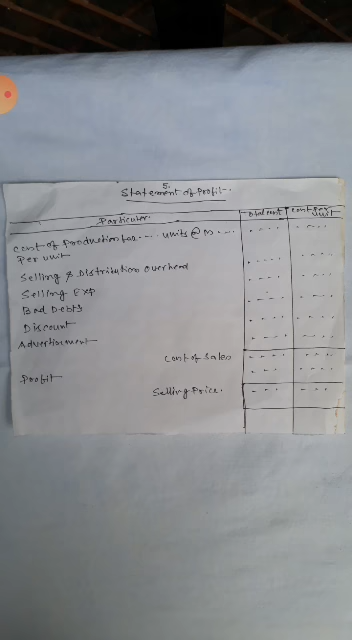 5.
Statement of Profit.
Particular. Total cost cost Per unit
Cost of Production for .... units @ Rs ....
Per unit
Selling & Distribution overhead
Selling Exp
Bad Debts
Discount
Advertisement
Cost of Sales
Profit
Selling Price.